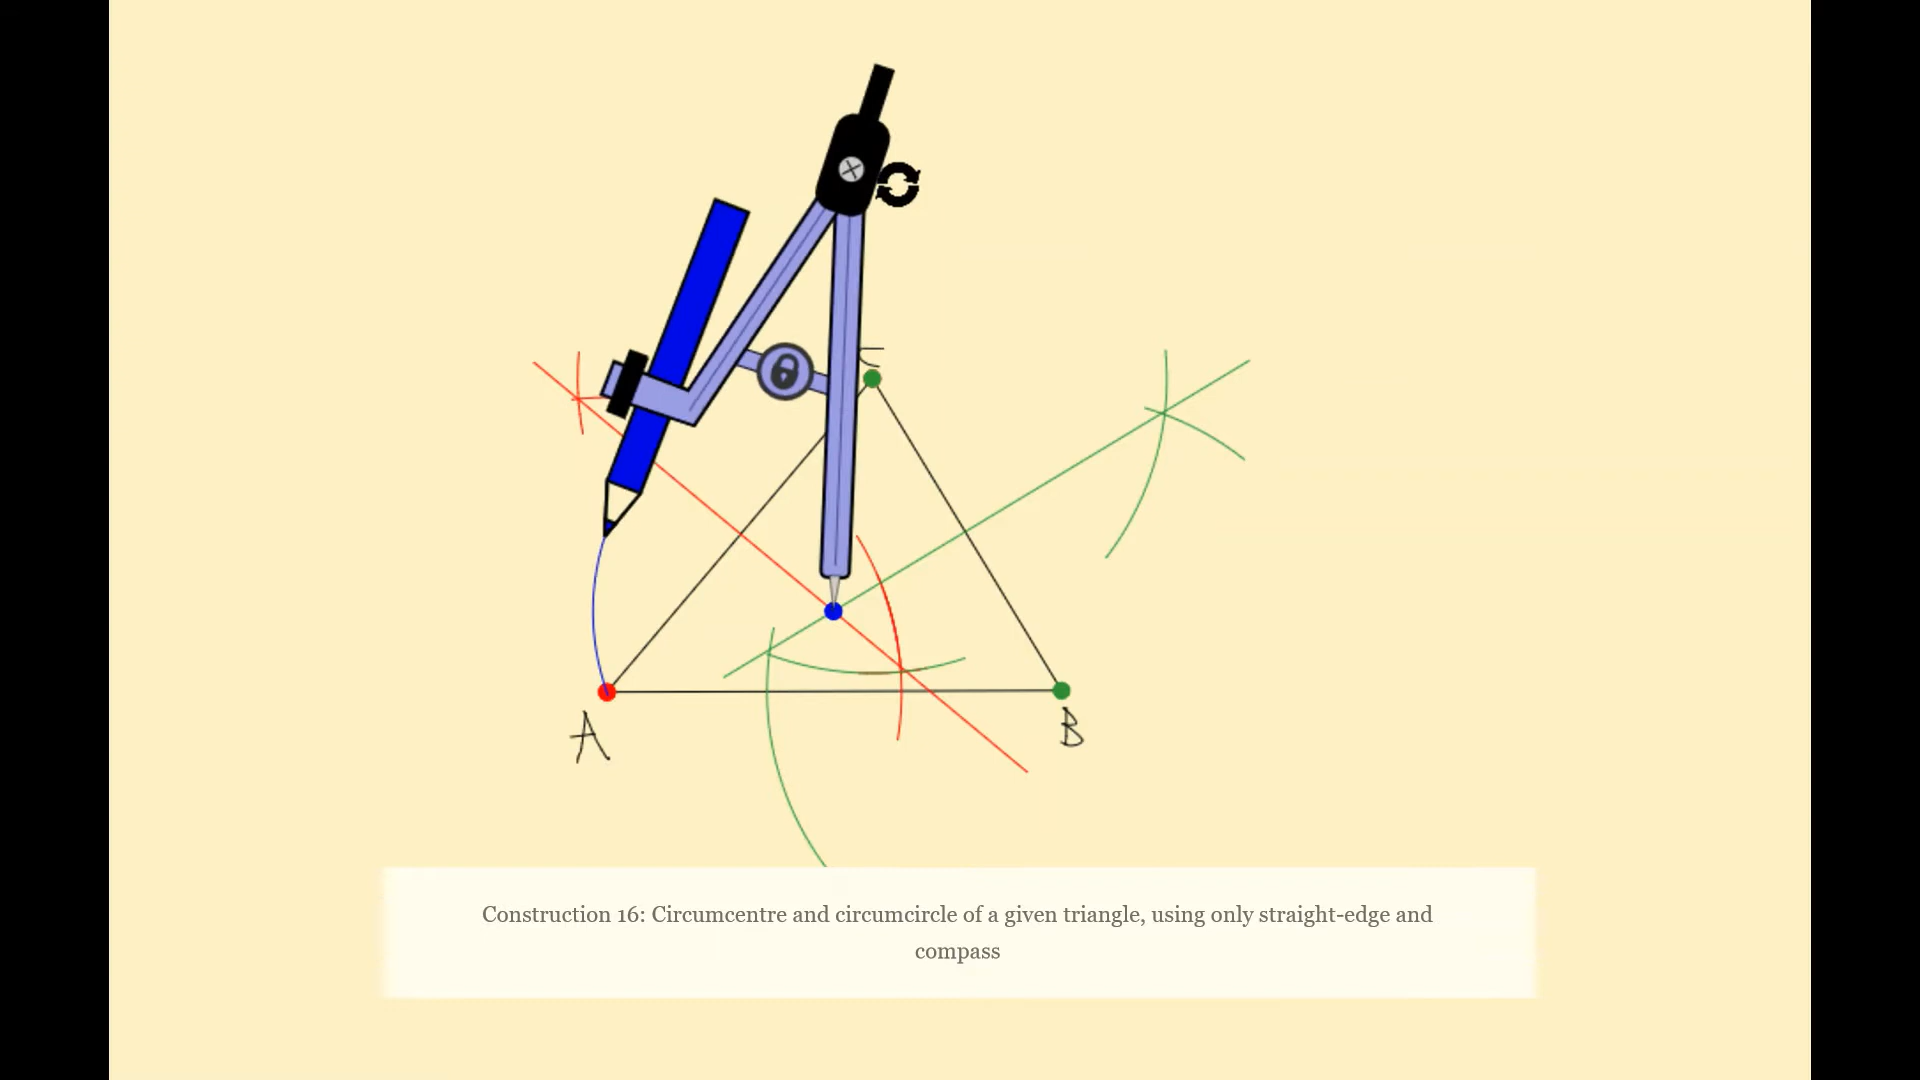 A
B
Construction 16: Circumcentre and circumcircle of a given triangle, using only straight-edge and
compass